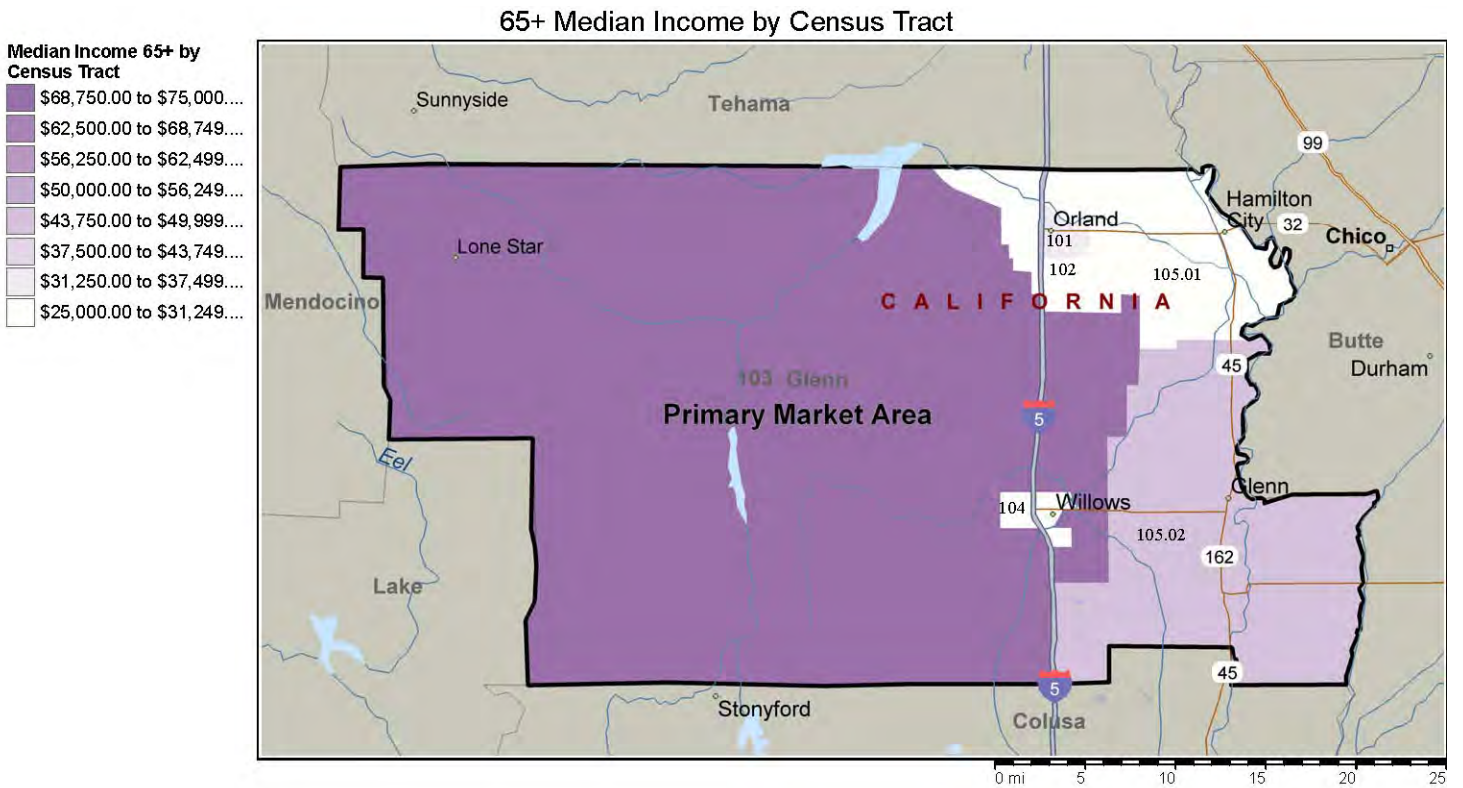 65+ Median Income by Census Tract
Median Income 65+ by
Census Tract
$68,750.00 to $75,000....
$62,500.00 to $68,749....
$56,250.00 to $62,499....
$50,000.00 to $56,249....
$43,750.00 to $49,999....
$37,500.00 to $43,749....
$31,250.00 to $37,499....
$25,000.00 to $31,249....
Sunnyside
Tehama
99
Hamilton
City
32
Chico
Orland
101
102
105.01
Lone Star
Mendocino
CALIFORNIA
Butte
Durham
45
103 Glenn
Primary Market Area
5
Eel
Glenn
104
Willows
105.02
162
Lake
45
5
Stonyford
Colusa
0 mi 5 10 15 20 25